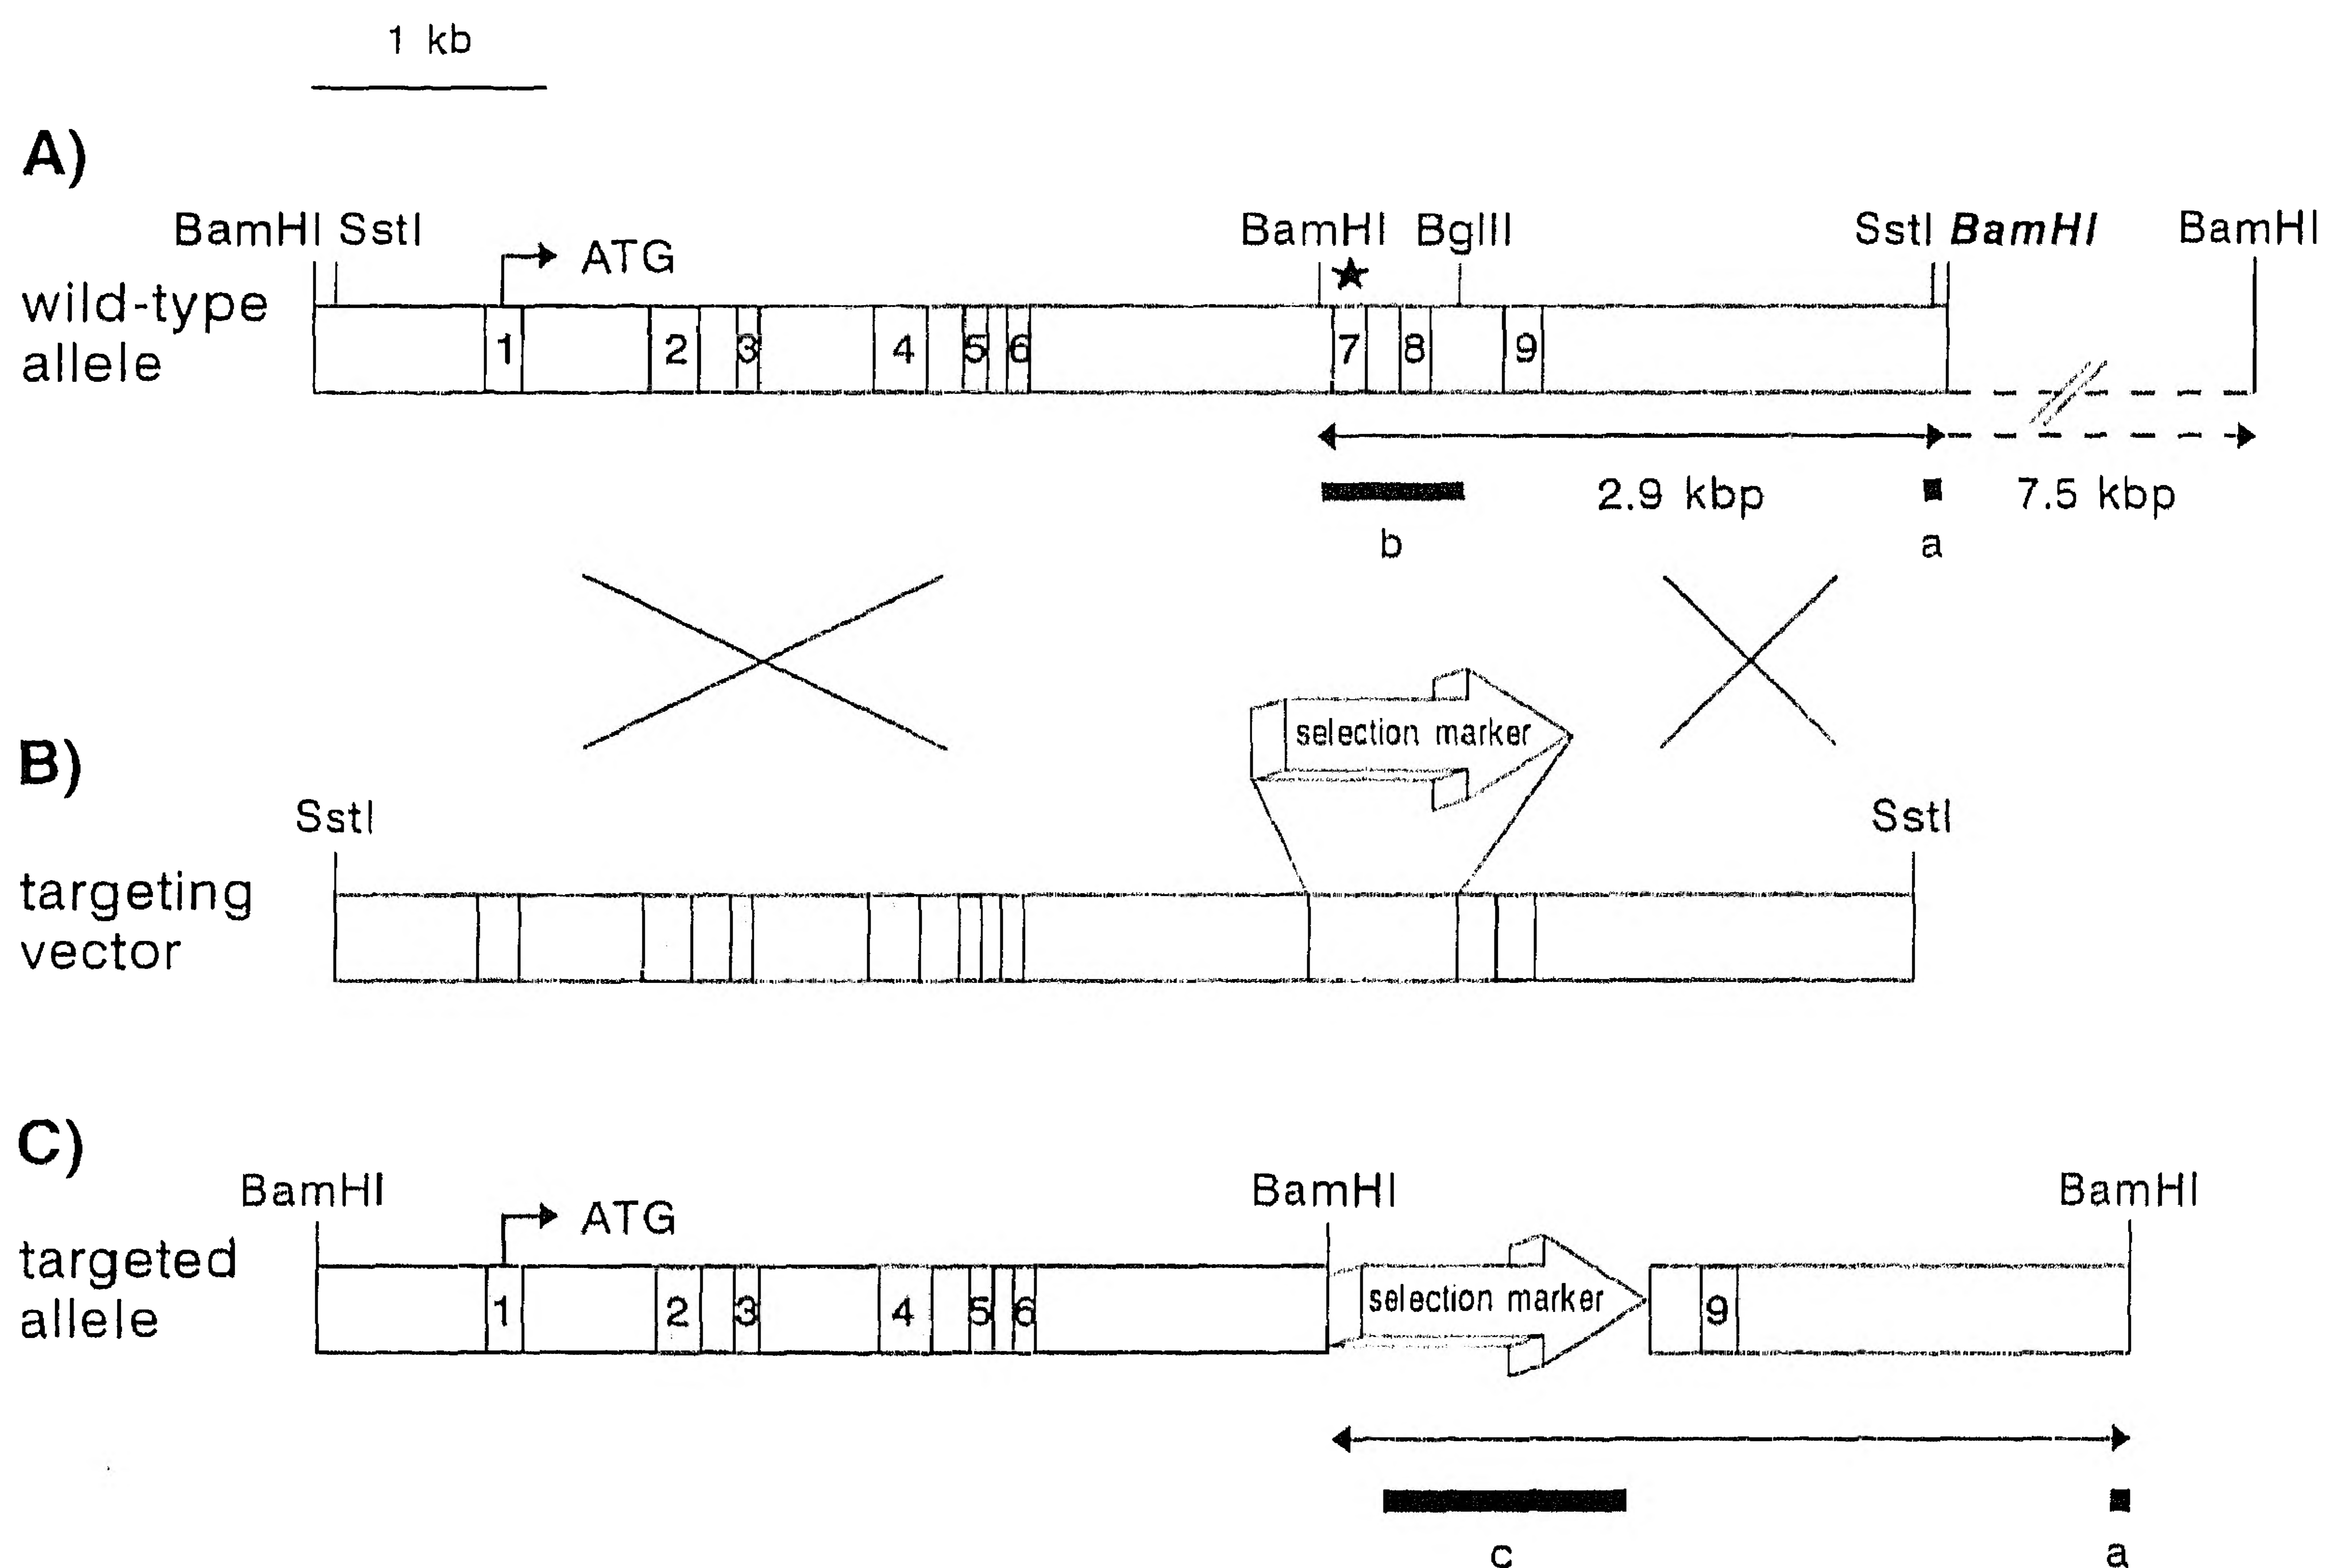 1 kb
A)
BamHI SstI
BamHI BglII
SstI BamHI BamHI
ATG
wild-type
allele
1 2 3 4 5 6 7 8 9
2.9 kbp 7.5 kbp
b a
selection marker
B)
SstI SstI
targeting
vector
C)
BamHI BamHI BamHI
ATG
targeted
allele
1 2 3 4 5 6 selection marker 9
c a